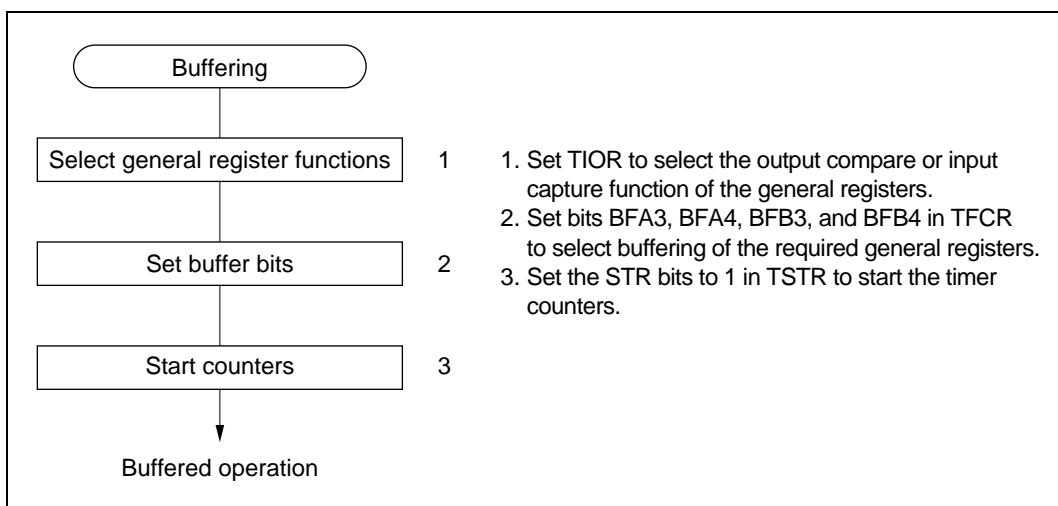 Buffering
Select general register functions 1
Set buffer bits 2
Start counters 3
Buffered operation
1. Set TIOR to select the output compare or input
capture function of the general registers.
2. Set bits BFA3, BFA4, BFB3, and BFB4 in TFCR
to select buffering of the required general registers.
3. Set the STR bits to 1 in TSTR to start the timer
counters.